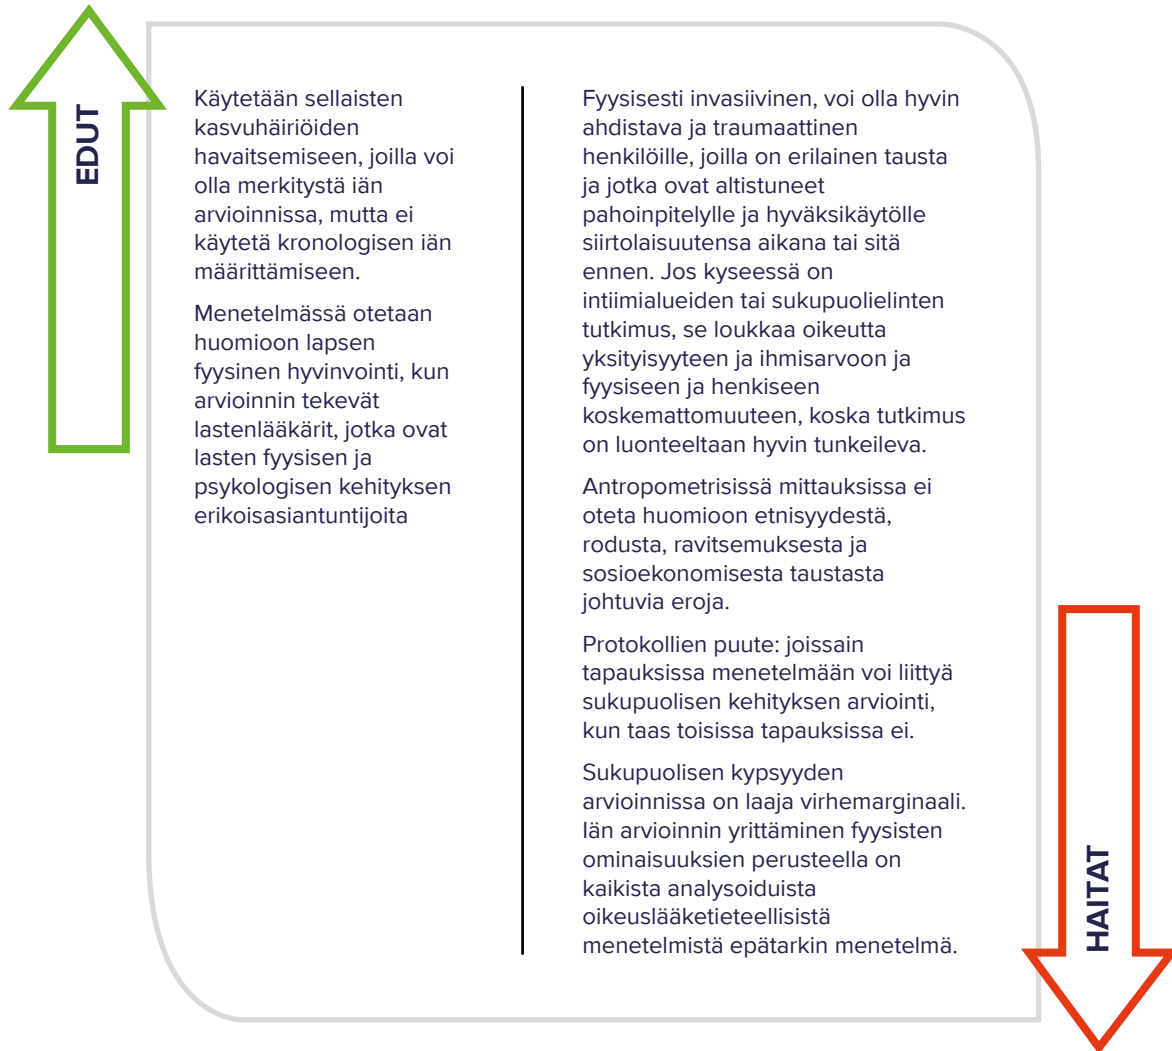 EDUT
Käytetään sellaisten
kasvuhäiriöiden
havaitsemiseen, joilla voi
olla merkitystä iän
arvioinnissa, mutta ei
käytetä kronologisen iän
määrittämiseen.
Menetelmässä otetaan
huomioon lapsen
fyysinen hyvinvointi, kun
arvioinnin tekevät
lastenlääkärit, jotka ovat
lasten fyysisen ja
psykologisen kehityksen
erikoisasiantuntijoita
Fyysisesti invasiivinen, voi olla hyvin
ahdistava ja traumaattinen
henkilöille, joilla on erilainen tausta
ja jotka ovat altistuneet
pahoinpitelylle ja hyväksikäytölle
siirtolaisuutensa aikana tai sitä
ennen. Jos kyseessä on
intiimialueiden tai sukupuolielinten
tutkimus, se loukkaa oikeutta
yksityisyyteen ja ihmisarvoon ja
fyysiseen ja henkiseen
koskemattomuuteen, koska tutkimus
on luonteeltaan hyvin tunkeileva.
Antropometrisissä mittauksissa ei
oteta huomioon etnisyydestä,
rodusta, ravitsemuksesta ja
sosioekonomisesta taustasta
johtuvia eroja.
Protokollien puute: joissain
tapauksissa menetelmään voi liittyä
sukupuolisen kehityksen arviointi,
kun taas toisissa tapauksissa ei.
Sukupuolisen kypsyyden
arvioinnissa on laaja virhemarginaali.
Iän arvioinnin yrittäminen fyysisten
ominaisuuksien perusteella on
kaikista analysoiduista
oikeuslääketieteellisistä
menetelmistä epätarkin menetelmä.
HAITAT